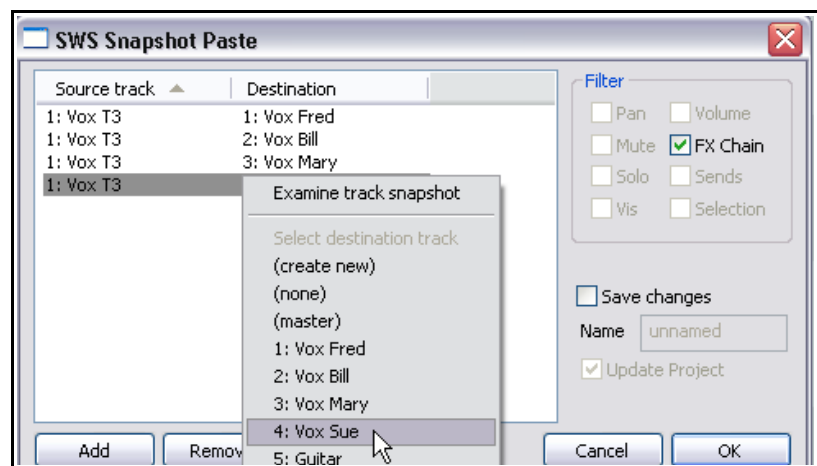 SWS Snapshot Paste
Source track Destination
1: Vox T3 1: Vox Fred
1: Vox T3 2: Vox Bill
1: Vox T3 3: Vox Mary
1: Vox T3
Examine track snapshot
Select destination track
(create new)
(none)
(master)
1: Vox Fred
2: Vox Bill
3: Vox Mary
4: Vox Sue
5: Guitar
Filter
Pan Volume
Mute FX Chain
Solo Sends
Vis Selection
Save changes
Name unnamed
Update Project
Add Remov Cancel OK